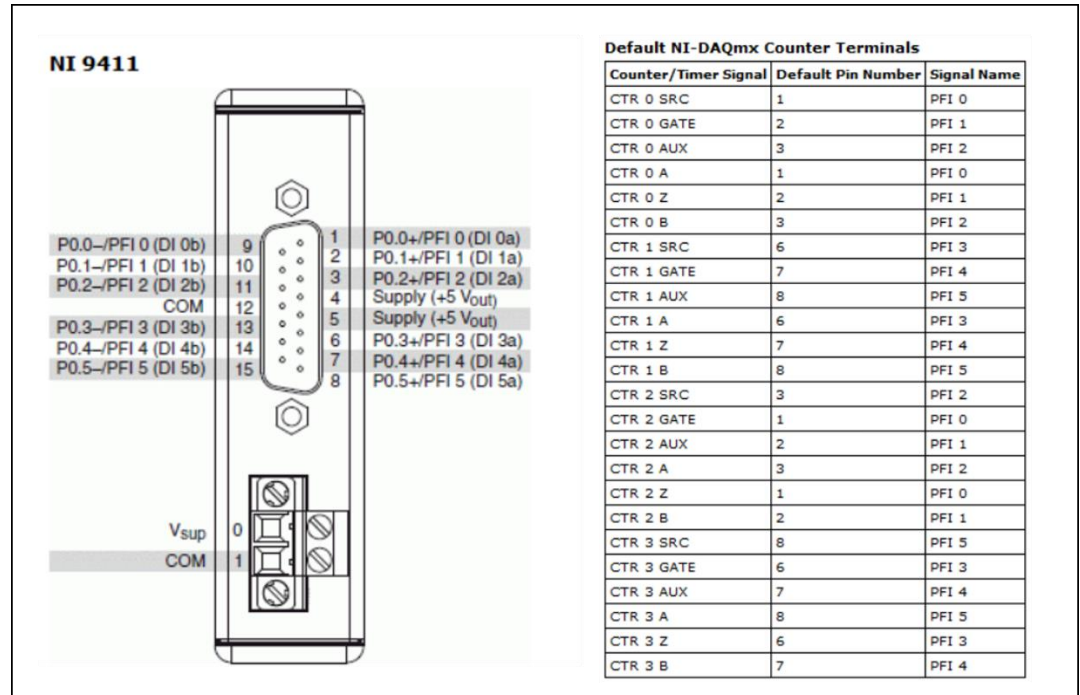 NI 9411
P0.0–/PFI 0 (DI 0b) 9
P0.1–/PFI 1 (DI 1b) 10
P0.2–/PFI 2 (DI 2b) 11
COM 12
P0.3–/PFI 3 (DI 3b) 13
P0.4–/PFI 4 (DI 4b) 14
P0.5–/PFI 5 (DI 5b) 15
1 P0.0+/PFI 0 (DI 0a)
2 P0.1+/PFI 1 (DI 1a)
3 P0.2+/PFI 2 (DI 2a)
4 Supply (+5 Vout)
5 Supply (+5 Vout)
6 P0.3+/PFI 3 (DI 3a)
7 P0.4+/PFI 4 (DI 4a)
8 P0.5+/PFI 5 (DI 5a)
Vsup 0
COM 1
Default NI-DAQmx Counter Terminals
Counter/Timer Signal Default Pin Number Signal Name
CTR 0 SRC 1 PFI 0
CTR 0 GATE 2 PFI 1
CTR 0 AUX 3 PFI 2
CTR 0 A 1 PFI 0
CTR 0 Z 2 PFI 1
CTR 0 B 3 PFI 2
CTR 1 SRC 6 PFI 3
CTR 1 GATE 7 PFI 4
CTR 1 AUX 8 PFI 5
CTR 1 A 6 PFI 3
CTR 1 Z 7 PFI 4
CTR 1 B 8 PFI 5
CTR 2 SRC 3 PFI 2
CTR 2 GATE 1 PFI 0
CTR 2 AUX 2 PFI 1
CTR 2 A 3 PFI 2
CTR 2 Z 1 PFI 0
CTR 2 B 2 PFI 1
CTR 3 SRC 8 PFI 5
CTR 3 GATE 6 PFI 3
CTR 3 AUX 7 PFI 4
CTR 3 A 8 PFI 5
CTR 3 Z 6 PFI 3
CTR 3 B 7 PFI 4